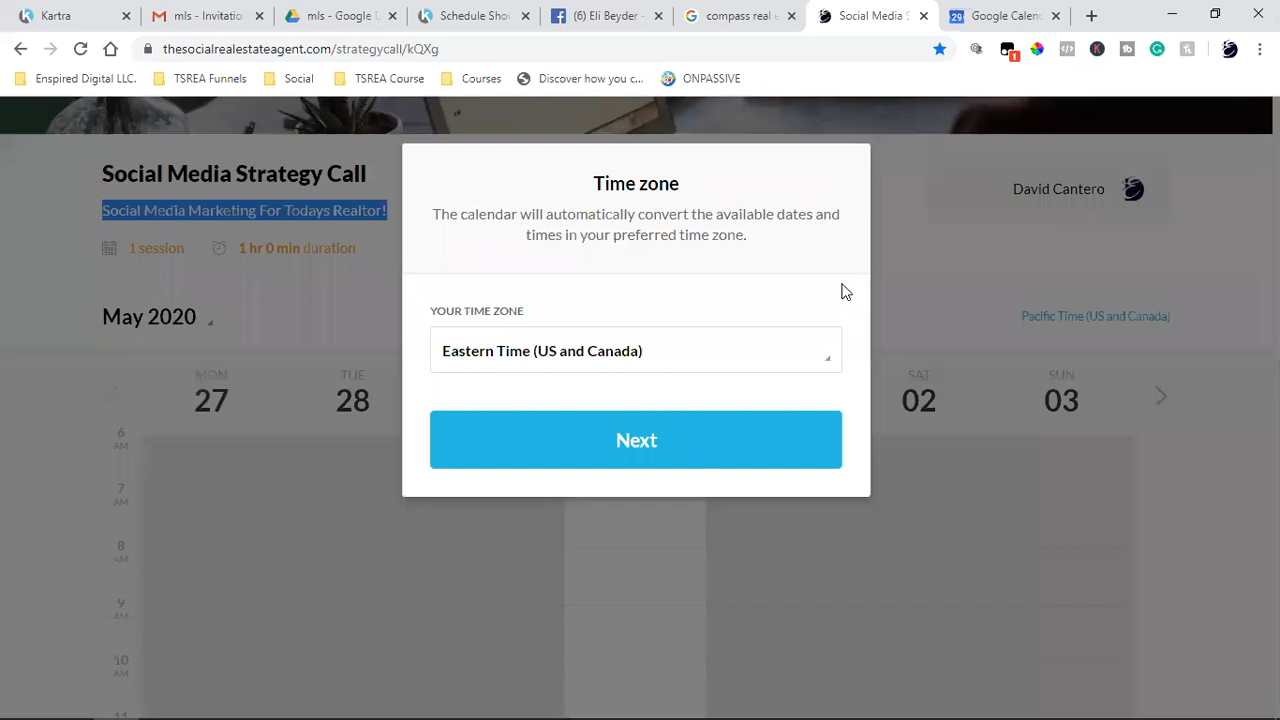 Kartra
mls - Invitatio
mls - Google D
Schedule Sho
(6) Eli Beyder -
compass real e
Social Media S
Google Calen
thesocialrealestateagent.com/strategycall/kQXg
1
Enspired Digital LLC.
TSREA Funnels
Social
TSREA Course
Courses
Discover how you c...
ONPASSIVE
Social Media Strategy Call
Social Media Marketing For Todays Realtor!
1 session
1 hr 0 min duration
David Cantero
May 2020
Pacific Time (US and Canada)
Time zone
The calendar will automatically convert the available dates and
times in your preferred time zone.
YOUR TIME ZONE
Eastern Time (US and Canada)
Next
MON
27
TUE
28
SAT
02
SUN
03
6
AM
7
AM
8
AM
9
AM
10
AM
11